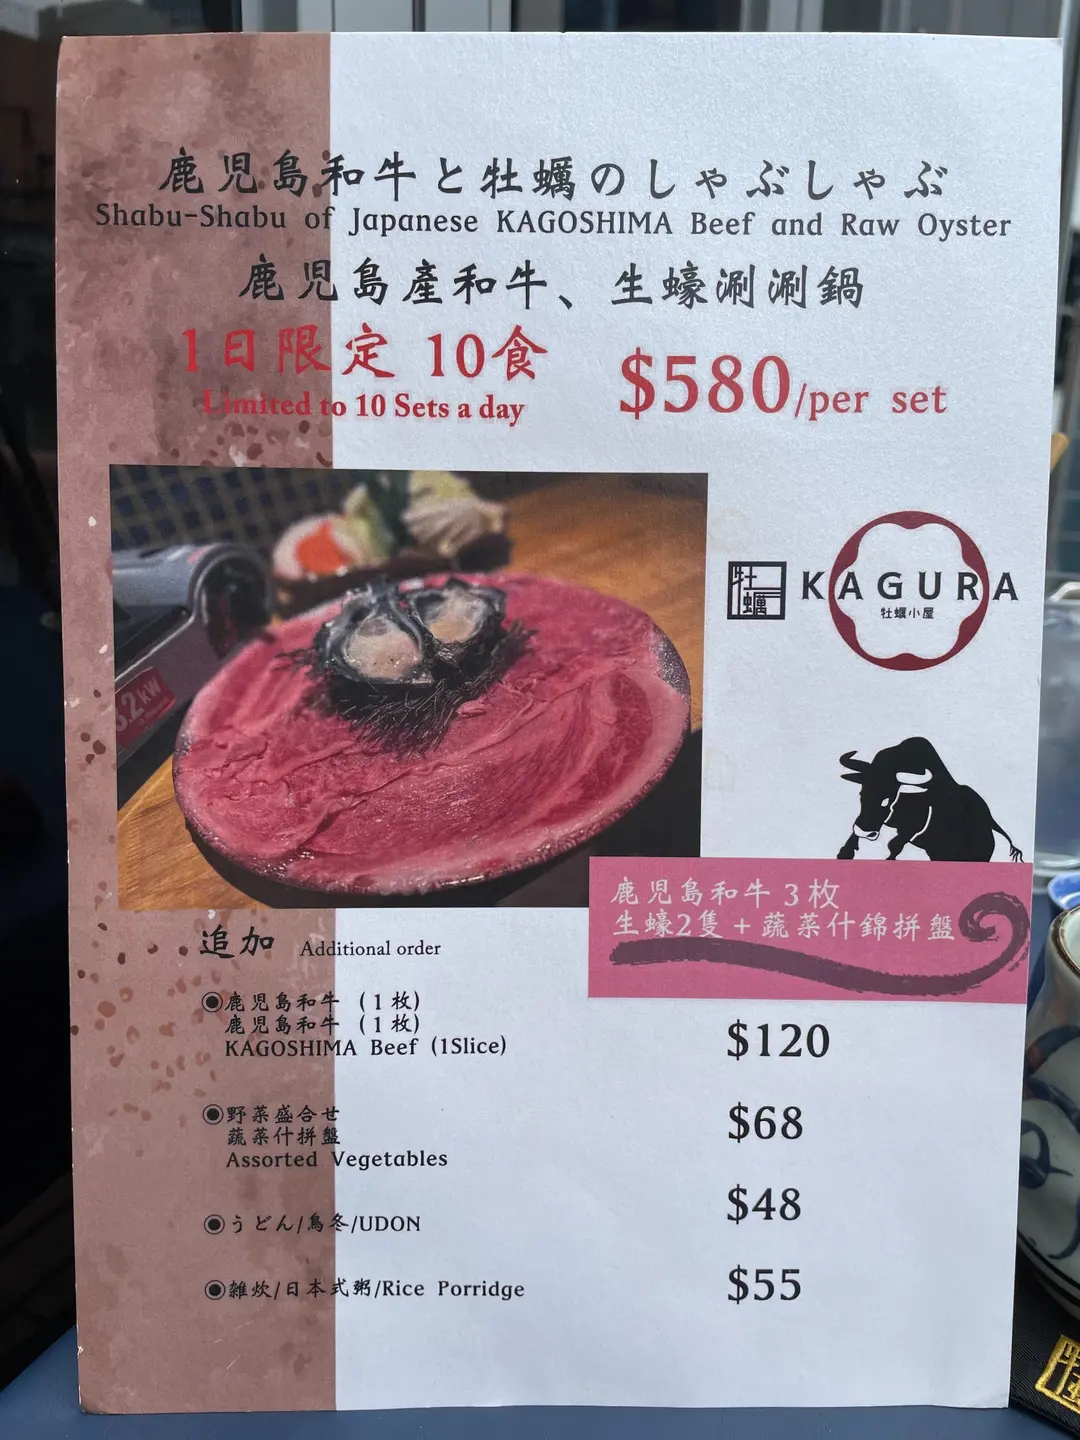 鹿児島和牛と牡蠣のしゃぶしゃぶ
Shabu-Shabu of Japanese KAGOSHIMA Beef and Raw Oyster
鹿児島産和牛、生蠔涮涮鍋
1日限定 10食
Limited to 10 Sets a day
$580/per set
3.2kW
牡蠣
KAGURA
牡蠣小屋
鹿児島和牛 3枚
生蠔2隻+蔬菜什錦拼盤
追加 Additional order
◉鹿児島和牛 (1枚)
鹿児島和牛 (1枚)
KAGOSHIMA Beef (1Slice)
$120
◉野菜盛合せ
蔬菜什拼盤
Assorted Vegetables
$68
◉うどん/烏冬/UDON
$48
◉雑炊/日本式粥/Rice Porridge
$55